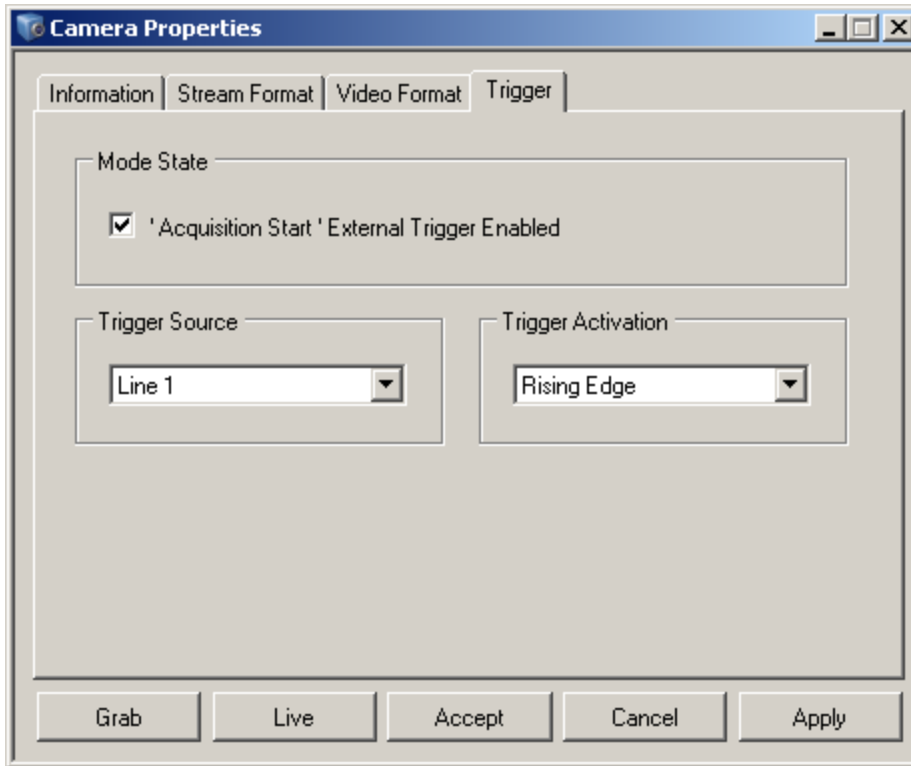 Camera Properties
Information Stream Format Video Format Trigger
Mode State
' Acquisition Start ' External Trigger Enabled
Trigger Source Trigger Activation
Line 1 Rising Edge
Grab Live Accept Cancel Apply